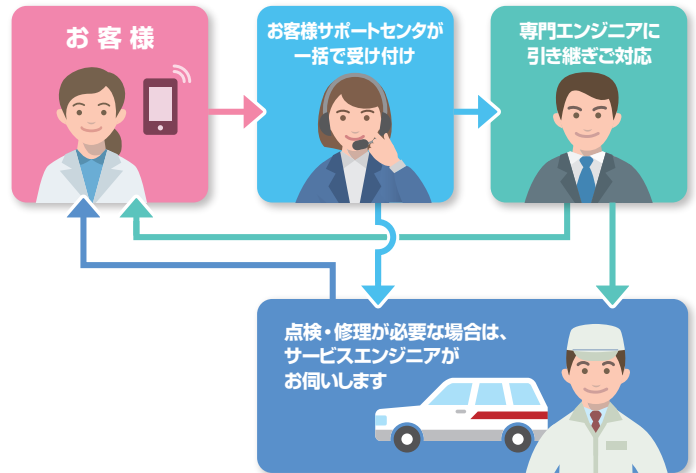 お客様
お客様サポートセンタが
一括で受け付け
専門エンジニアに
引き継ぎご対応
点検・修理が必要な場合は、
サービスエンジニアが
お伺いします